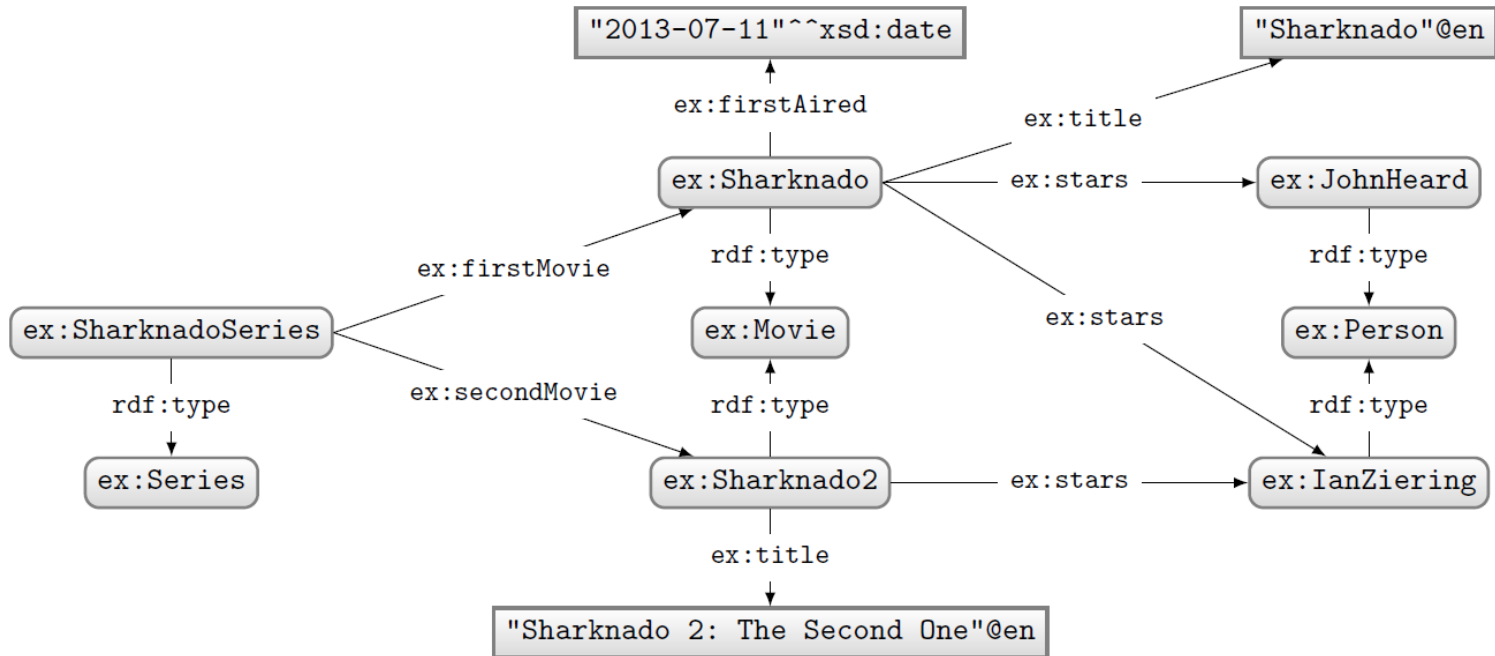 "2013-07-11"^^xsd:date
"Sharknado"@en
ex:firstAired
ex:title
ex:Sharknado
ex:stars
ex:JohnHeard
rdf:type
rdf:type
ex:firstMovie
ex:SharknadoSeries
ex:Movie
ex:stars
ex:Person
ex:secondMovie
rdf:type
rdf:type
rdf:type
ex:Series
ex:Sharknado2
ex:stars
ex:IanZiering
ex:title
"Sharknado 2: The Second One"@en